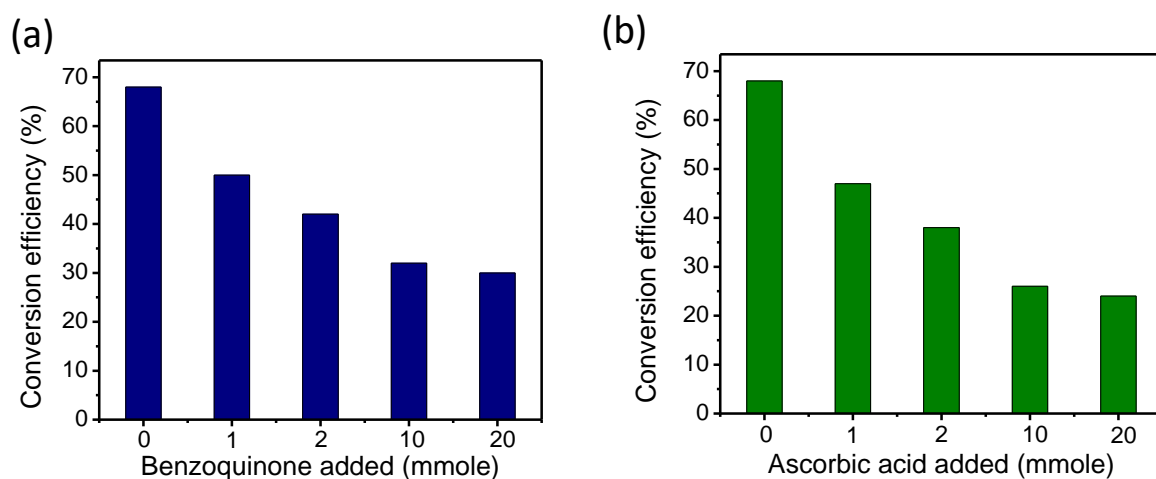 (a)
Conversion efficiency (%)
70
60
50
40
30
20
10
0
0 1 2 10 20
Benzoquinone added (mmole)
(b)
Conversion efficiency (%)
70
60
50
40
30
20
10
0
0 1 2 10 20
Ascorbic acid added (mmole)